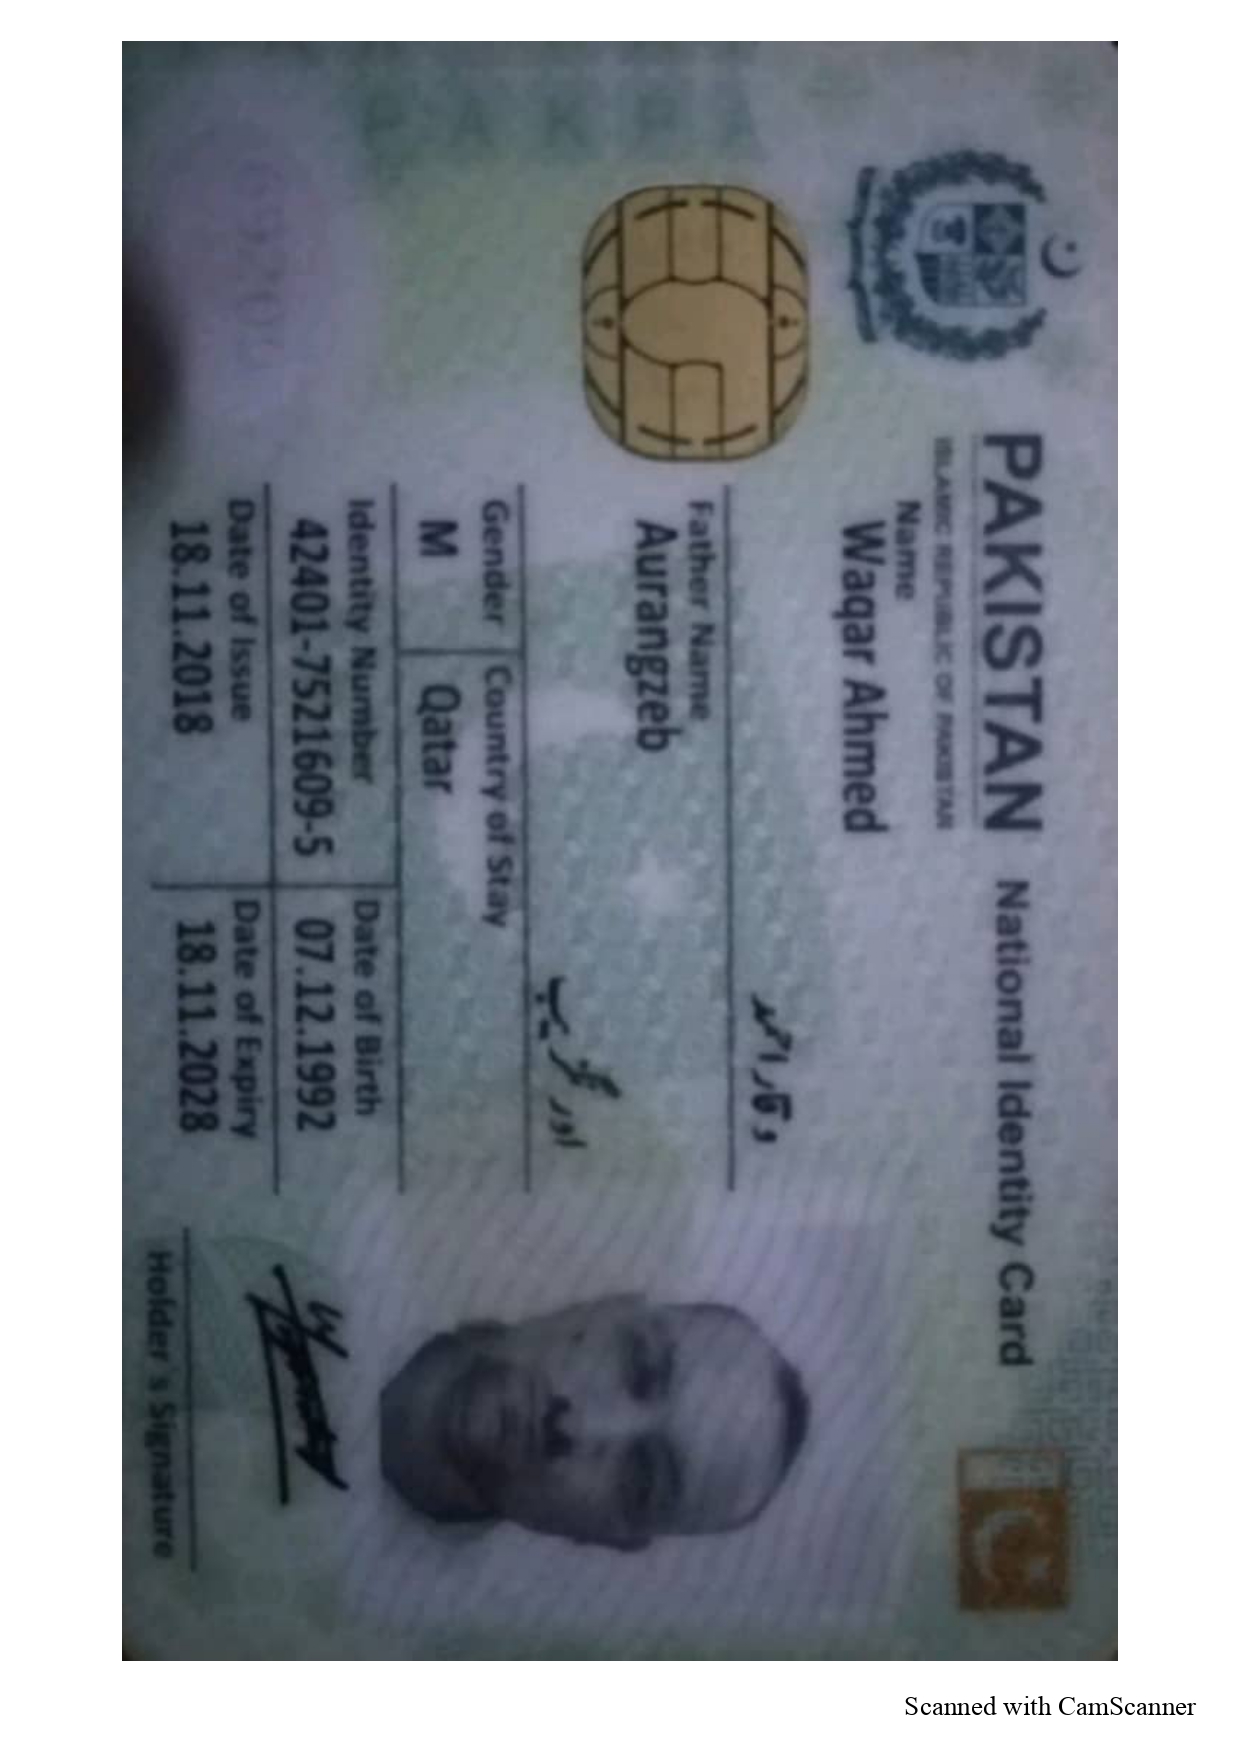 PAKISTAN National Identity Card
ISLAMIC REPUBLIC OF PAKISTAN
Name
Waqar Ahmed
وقار احمد
Father Name
Aurangzeb
اورنگزیب
Gender
Country of Stay
M
Qatar
Identity Number
Date of Birth
42401-7521609-5
07.12.1992
Date of Issue
Date of Expiry
18.11.2018
18.11.2028
Holder's Signature
Scanned with CamScanner